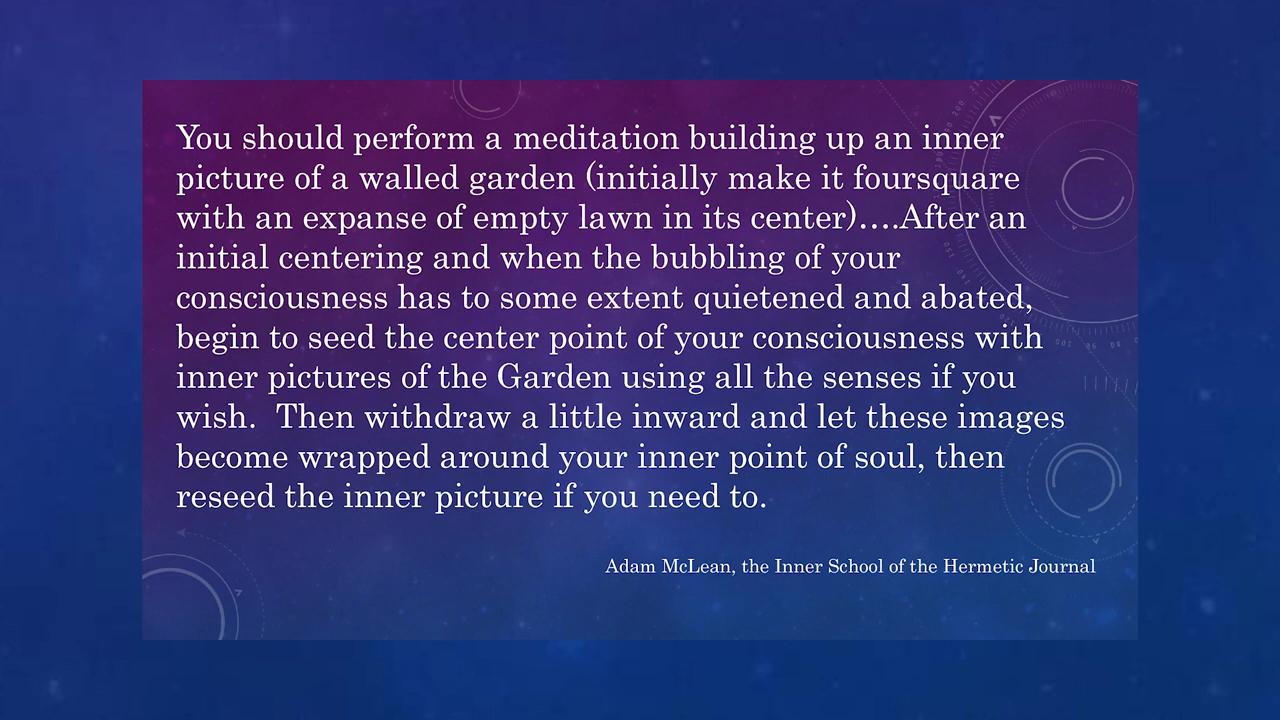 You should perform a meditation building up an inner
picture of a walled garden (initially make it foursquare
with an expanse of empty lawn in its center)….After an
initial centering and when the bubbling of your
consciousness has to some extent quietened and abated,
begin to seed the center point of your consciousness with
inner pictures of the Garden using all the senses if you
wish.  Then withdraw a little inward and let these images
become wrapped around your inner point of soul, then
reseed the inner picture if you need to.
Adam McLean, the Inner School of the Hermetic Journal